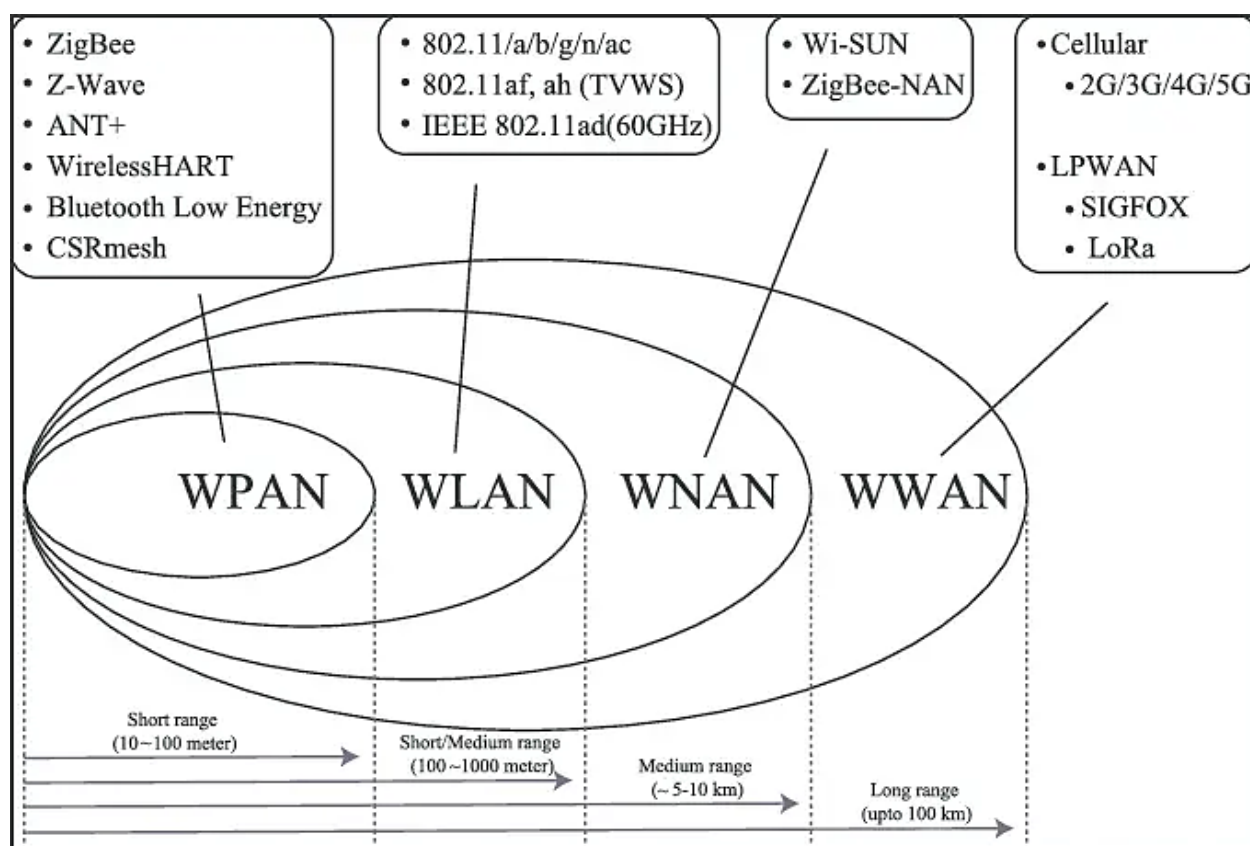 • ZigBee
• Z-Wave
• ANT+
• WirelessHART
• Bluetooth Low Energy
• CSRmesh
• 802.11/a/b/g/n/ac
• 802.11af, ah (TVWS)
• IEEE 802.11ad(60GHz)
• Wi-SUN
• ZigBee-NAN
• Cellular
• 2G/3G/4G/5G
• LPWAN
• SIGFOX
• LoRa
WPAN
WLAN
WNAN
WWAN
Short range
(10~100 meter)
Short/Medium range
(100~1000 meter)
Medium range
(~ 5-10 km)
Long range
(upto 100 km)